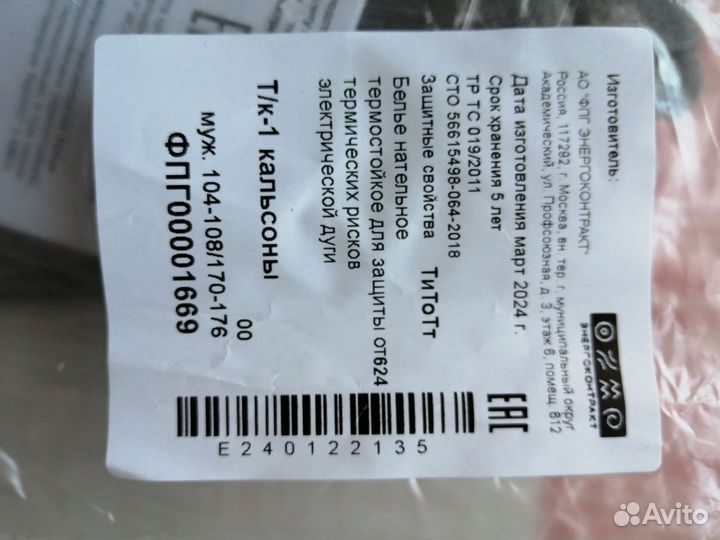 Изготовитель:
АО "ФПГ ЭНЕРГОКОНТРАКТ"
Россия, 117292, г. Москва, вн. тер. г. муниципальный округ
Академический, ул. Профсоюзная, д. 3, этаж 6, помещ. 812
ЭНЕРГОКОНТРАКТ
Дата изготовления март 2024 г.
Срок хранения 5 лет
ТР ТС 019/2011
СТО 56615498-064-2018
Защитные свойства ТиТоТт
Белье нательное
термостойкое для защиты от624
термических рисков
электрической дуги
EAC
Т/к-1 кальсоны
00
муж. 104-108/170-176
ФПГ00001669
E240122135
Avito